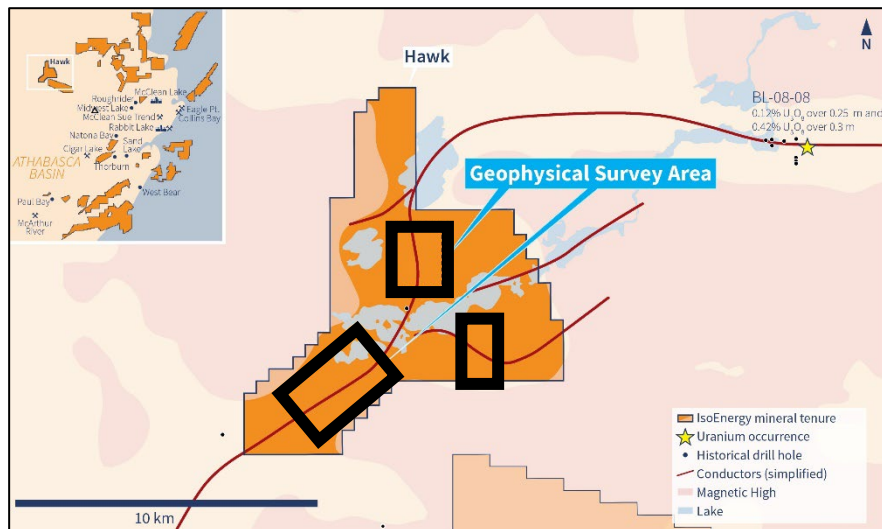 Hawk
Roughrider
McClean Lake
Midwest Lake
McClean Sue Trend
Eagle Pt.
Collins Bay
Rabbit Lake
Natona Bay
Sand
Lake
Cigar Lake
Thorburn
ATHABASCA
BASIN
West Bear
Paul Bay
McArthur
River
Hawk
N
BL-08-08
0.12% U₃O₈ over 0.25 m and
0.42% U₃O₈ over 0.3 m
Geophysical Survey Area
IsoEnergy mineral tenure
Uranium occurrence
Historical drill hole
Conductors (simplified)
Magnetic High
Lake
10 km